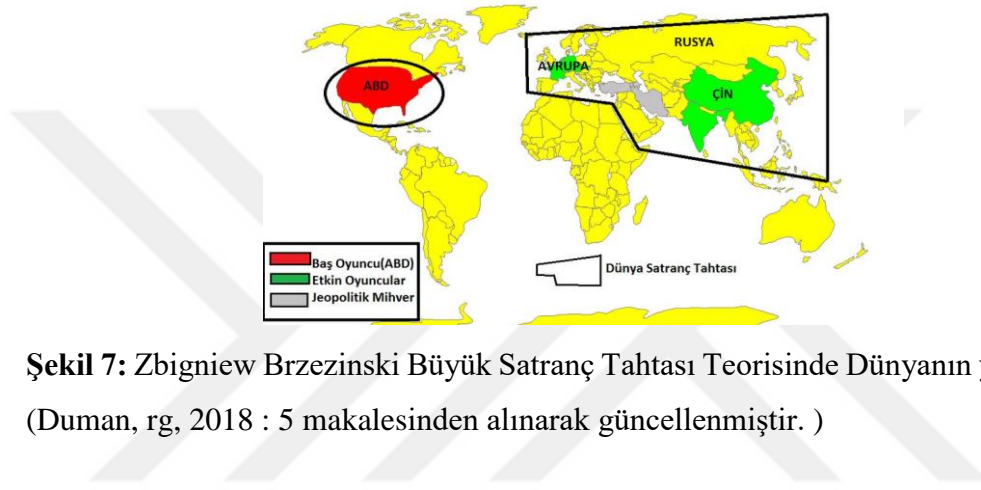 RUSYA
AVRUPA
ABD
ÇİN
Baş Oyuncu(ABD)
Etkin Oyuncular
Jeopolitik Mihver
Dünya Satranç Tahtası
Şekil 7: Zbigniew Brzezinski Büyük Satranç Tahtası Teorisinde Dünyanın
(Duman, rg, 2018 : 5 makalesinden alınarak güncellenmiştir. )